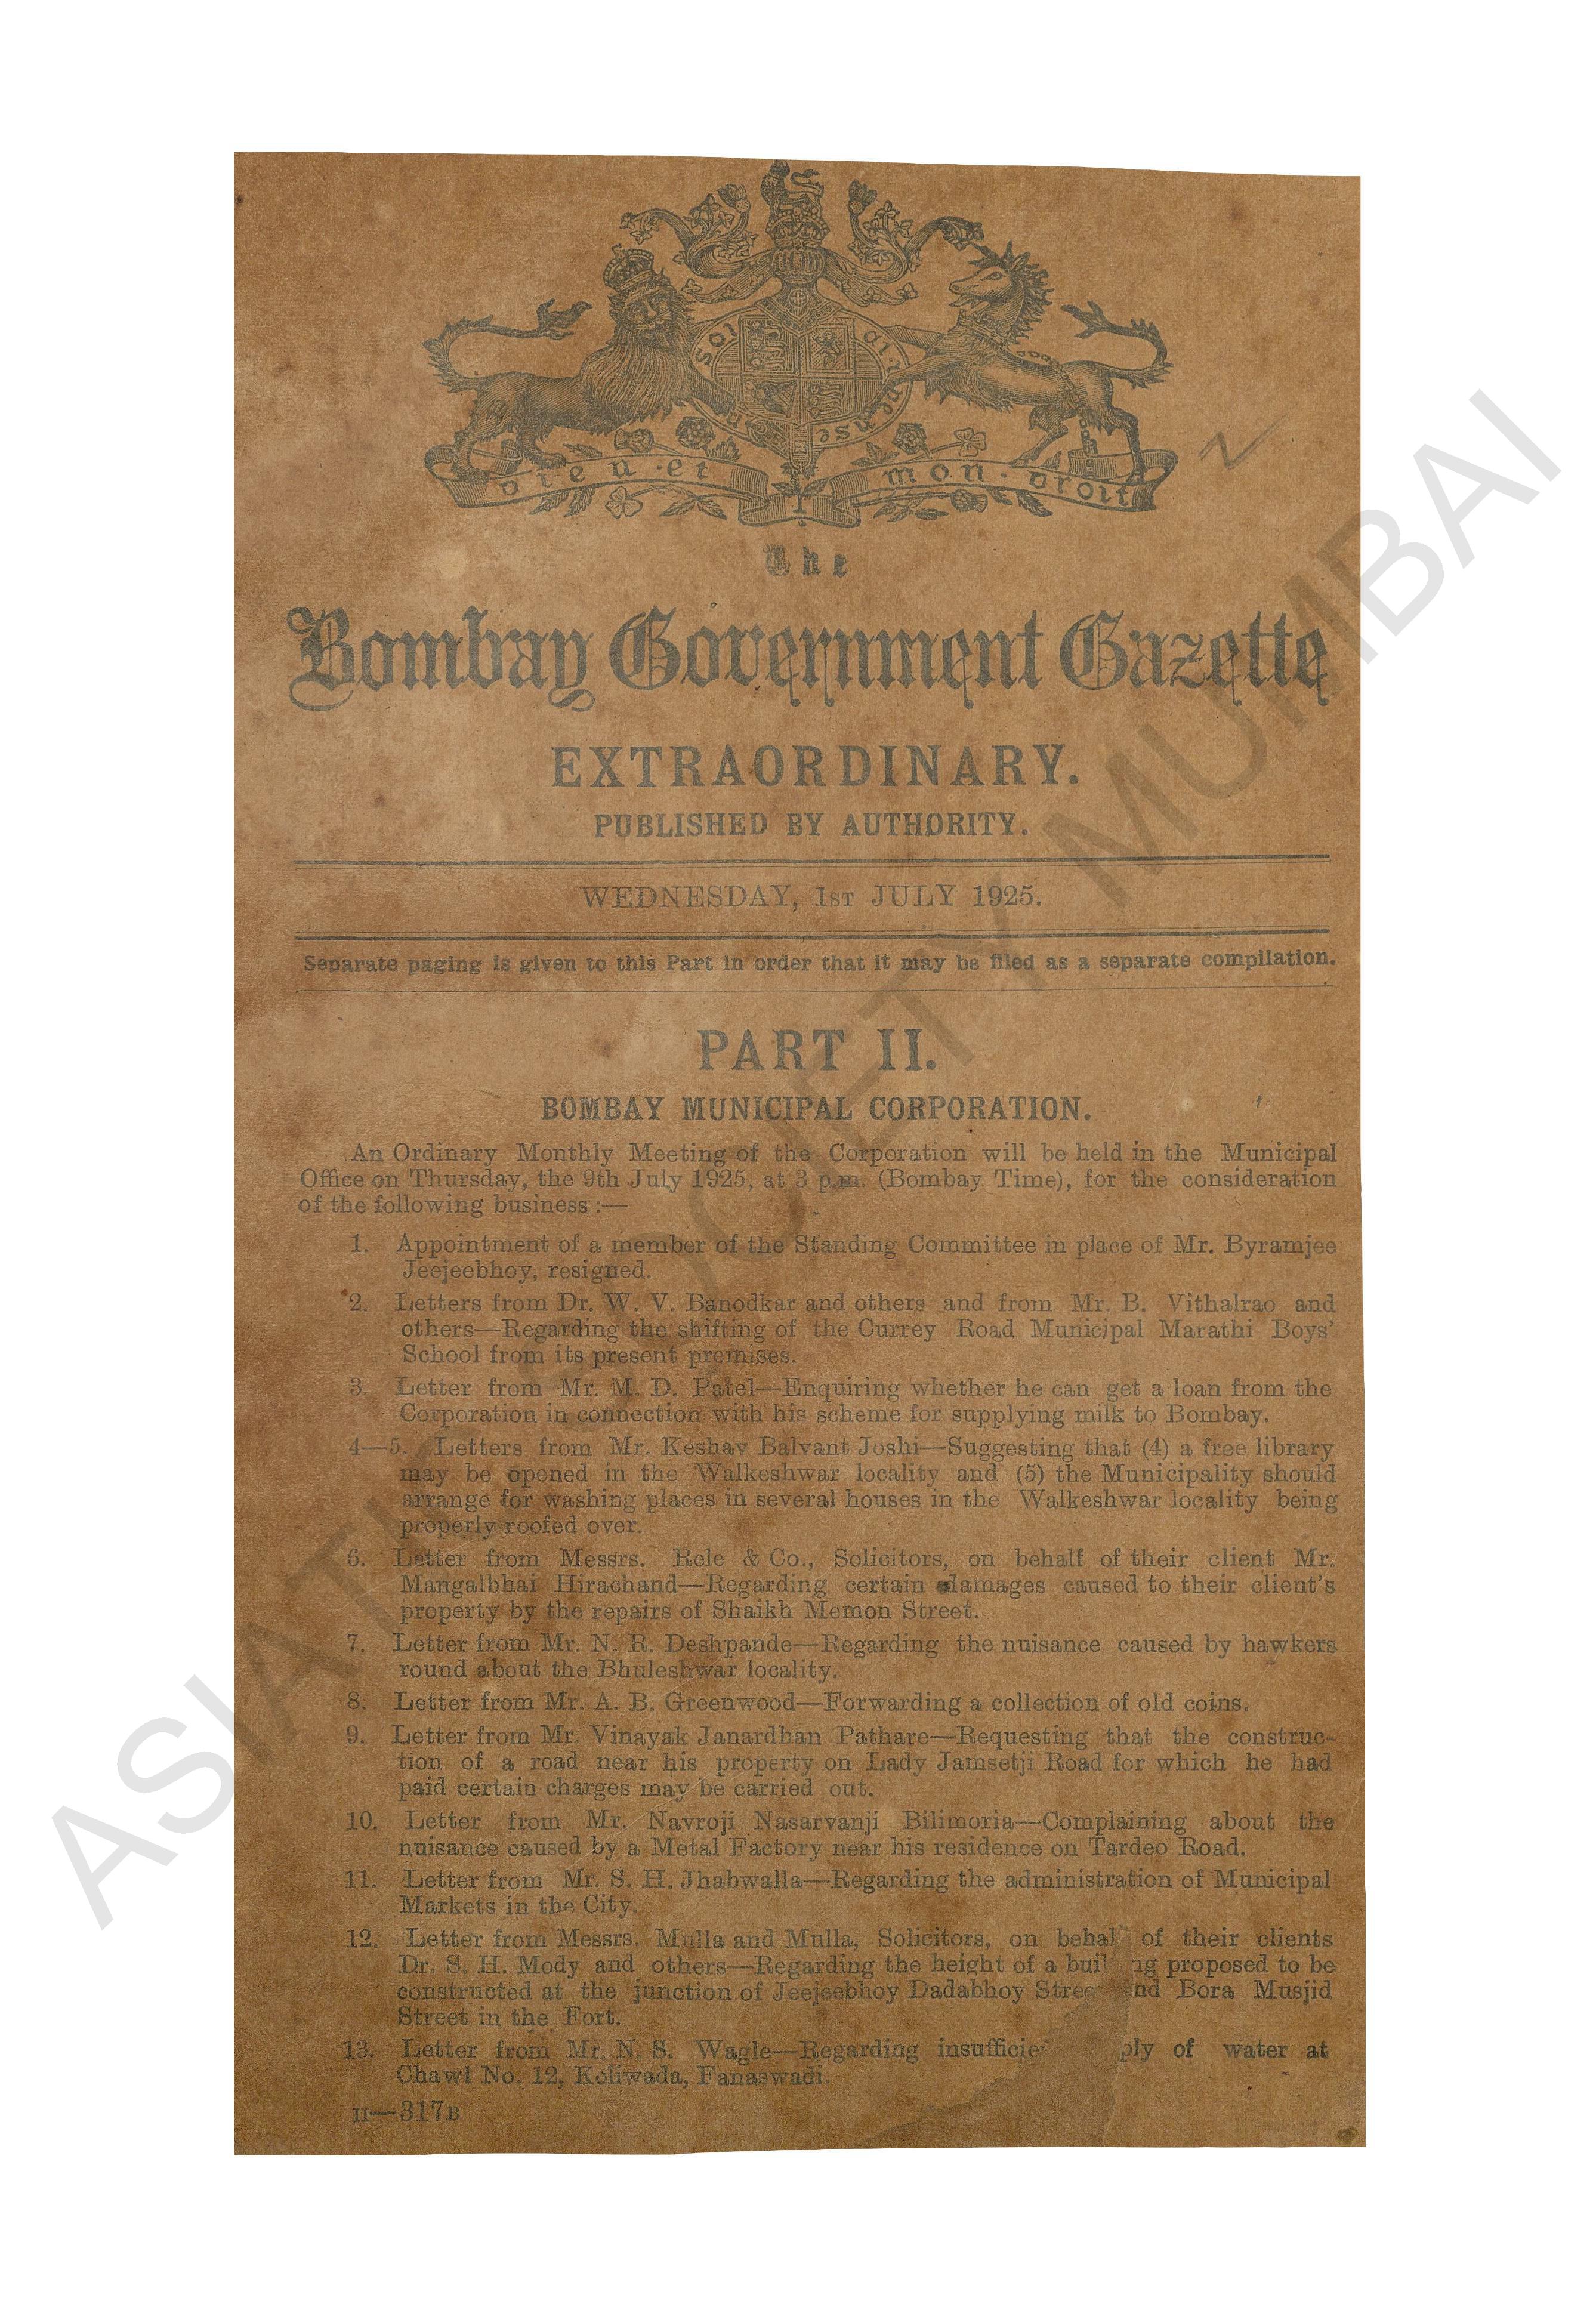 Soit
qui
mal
pense
Dieu · et
mon · droit
The
Bombay Government Gazette
EXTRAORDINARY.
PUBLISHED BY AUTHORITY.
WEDNESDAY, 1ST JULY 1925.
Separate paging is given to this Part in order that it may be filed as a separate compilation.
PART II.
BOMBAY MUNICIPAL CORPORATION.
An Ordinary Monthly Meeting of the Corporation will be held in the Municipal
Office on Thursday, the 9th July 1925, at 3 p.m. (Bombay Time), for the consideration
of the following business :—
1. Appointment of a member of the Standing Committee in place of Mr. Byramjee
Jeejeebhoy, resigned.
2. Letters from Dr. W. V. Banodkar and others and from Mr. B. Vithalrao and
others—Regarding the shifting of the Currey Road Municipal Marathi Boys'
School from its present premises.
3. Letter from Mr. M. D. Patel—Enquiring whether he can get a loan from the
Corporation in connection with his scheme for supplying milk to Bombay.
4—5. Letters from Mr. Keshav Balvant Joshi—Suggesting that (4) a free library
may be opened in the Walkeshwar locality and (5) the Municipality should
arrange for washing places in several houses in the Walkeshwar locality being
properly roofed over.
6. Letter from Messrs. Rele & Co., Solicitors, on behalf of their client Mr.
Mangalbhai Hirachand—Regarding certain damages caused to their client's
property by the repairs of Shaikh Memon Street.
7. Letter from Mr. N. R. Deshpande—Regarding the nuisance caused by hawkers
round about the Bhuleshwar locality.
8. Letter from Mr. A. B. Greenwood—Forwarding a collection of old coins.
9. Letter from Mr. Vinayak Janardhan Pathare—Requesting that the construc-
tion of a road near his property on Lady Jamsetji Road for which he had
paid certain charges may be carried out.
10. Letter from Mr. Navroji Nasarvanji Bilimoria—Complaining about the
nuisance caused by a Metal Factory near his residence on Tardeo Road.
11. Letter from Mr. S. H. Jhabwalla—Regarding the administration of Municipal
Markets in the City.
12. Letter from Messrs. Mulla and Mulla, Solicitors, on behal of their clients
Dr. S. H. Mody and others—Regarding the height of a buil ng proposed to be
constructed at the junction of Jeejeebhoy Dadabhoy Stree nd Bora Musjid
Street in the Fort.
13. Letter from Mr. N. S. Wagle—Regarding insufficie ply of water at
Chawl No. 12, Koliwada, Fanaswadi.
II—317B
ASIATIC SOCIETY MUMBAI